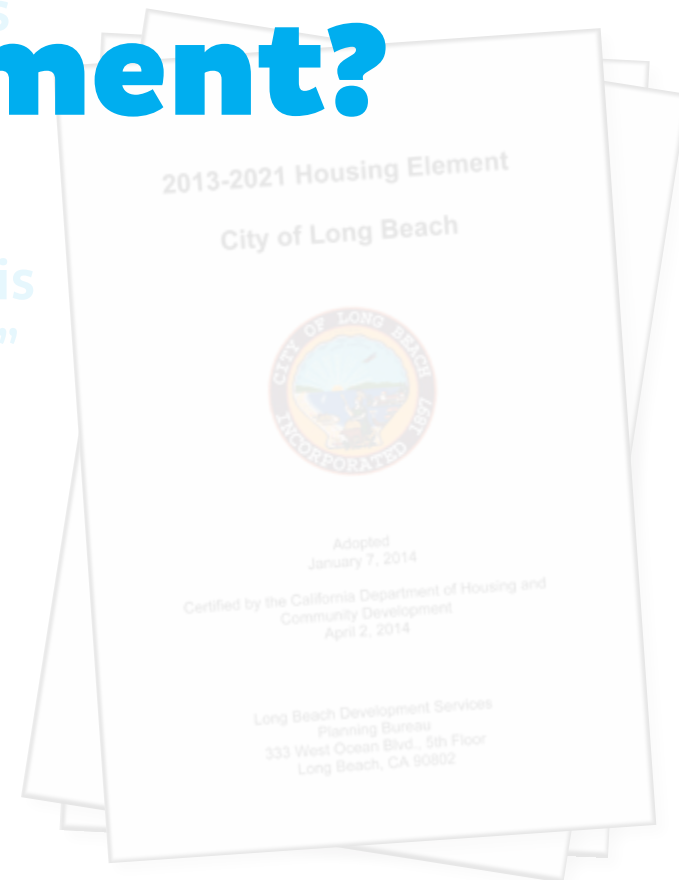 s
ment?
2013-2021 Housing Element
City of Long Beach
is
”
CITY OF LONG BEACH
INCORPORATED 1897
Adopted
January 7, 2014
Certified by the California Department of Housing and
Community Development
April 2, 2014
Long Beach Development Services
Planning Bureau
333 West Ocean Blvd., 5th Floor
Long Beach, CA 90802